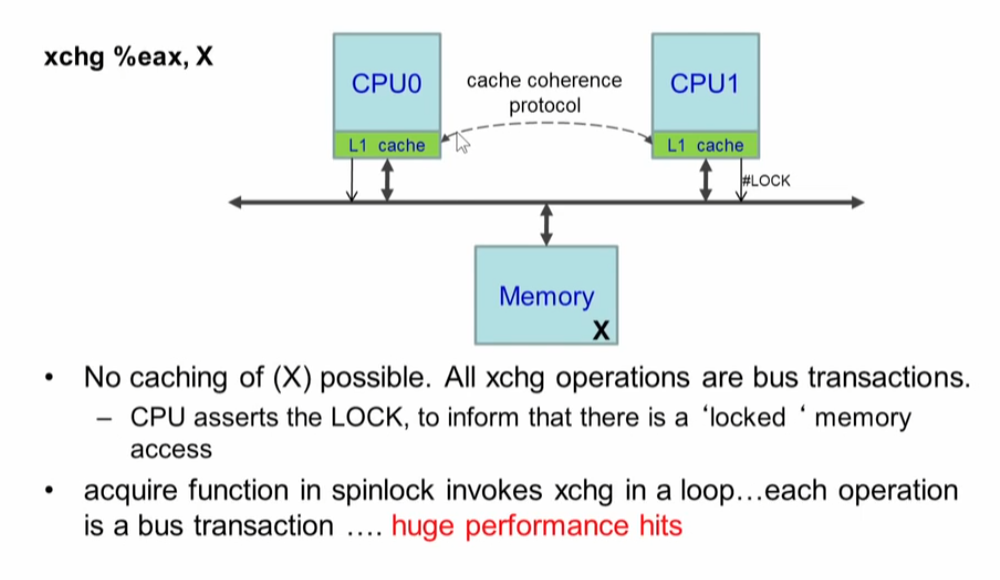 xchg %eax, X
CPU0
cache coherence
protocol
CPU1
L1 cache
L1 cache
#LOCK
Memory
X
• No caching of (X) possible. All xchg operations are bus transactions.
– CPU asserts the LOCK, to inform that there is a ‘locked ‘ memory
access
• acquire function in spinlock invokes xchg in a loop…each operation
is a bus transaction …. huge performance hits